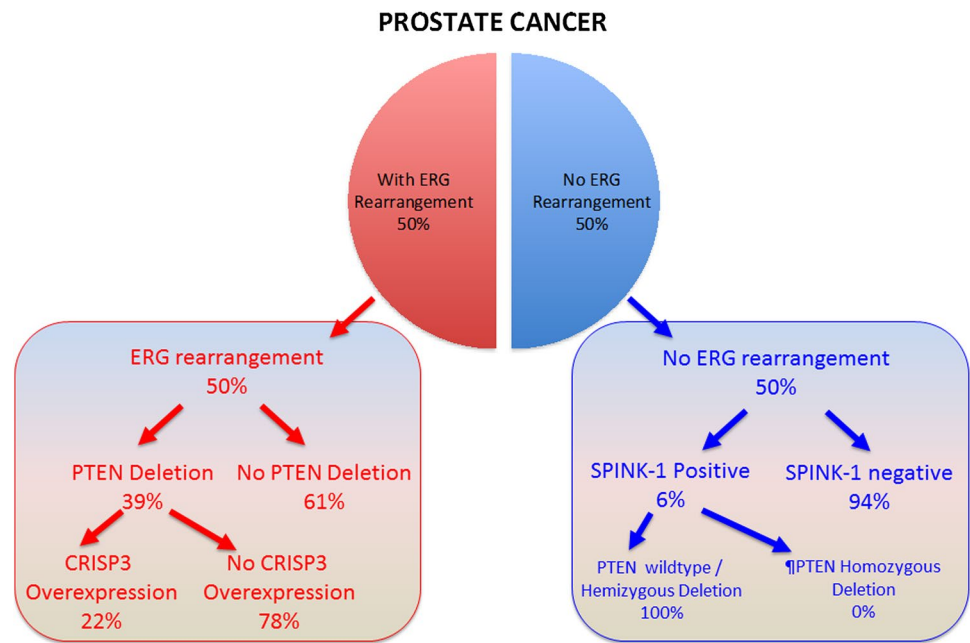 PROSTATE CANCER
With ERG
Rearrangement
50%
No ERG
Rearrangement
50%
ERG rearrangement
50%
PTEN Deletion
39%
No PTEN Deletion
61%
CRISP3
Overexpression
22%
No CRISP3
Overexpression
78%
No ERG rearrangement
50%
SPINK-1 Positive
6%
SPINK-1 negative
94%
PTEN wildtype /
Hemizygous Deletion
100%
¶PTEN Homozygous
Deletion
0%